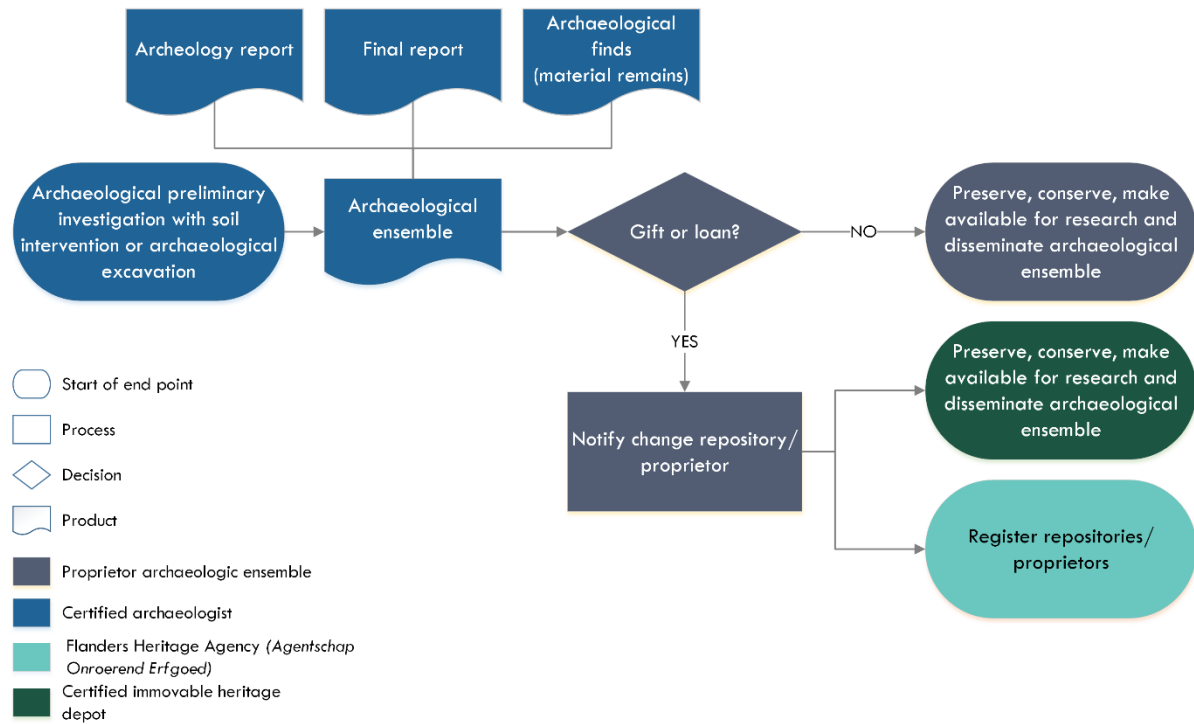 Archeology report
Final report
Archaeological
finds
(material remains)
Archaeological preliminary
investigation with soil
intervention or archaeological
excavation
Archaeological
ensemble
Gift or loan?
NO
Preserve, conserve, make
available for research and
disseminate archaeological
ensemble
YES
Notify change repository/
proprietor
Preserve, conserve, make
available for research and
disseminate archaeological
ensemble
Register repositories/
proprietors
Start of end point
Process
Decision
Product
Proprietor archaeologic ensemble
Certified archaeologist
Flanders Heritage Agency (Agentschap
Onroerend Erfgoed)
Certified immovable heritage
depot